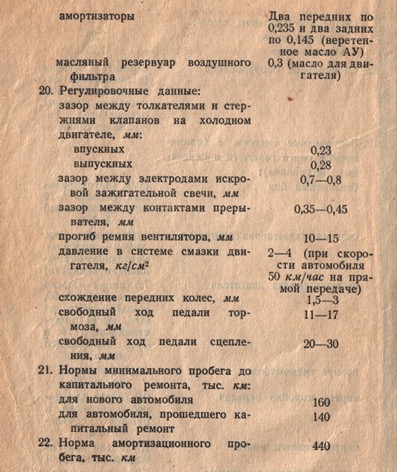 амортизаторы Два передних по
0,235 и два задних
по 0,145 (веретен-
ное масло АУ)
масляный резервуар воздушного 0,3 (масло для дви-
фильтра гателя)
20. Регулировочные данные:
зазор между толкателями и стер-
жнями клапанов на холодном
двигателе, мм:
впускных 0,23
выпускных 0,28
зазор между электродами искро- 0,7—0,8
вой зажигательной свечи, мм
зазор между контактами преры- 0,35—0,45
вателя, мм
прогиб ремня вентилятора, мм 10—15
давление в системе смазки дви- 2—4 (при скоро-
гателя, кг/см² сти автомобиля
50 км/час на пря-
мой передаче)
схождение передних колес, мм 1,5—3
свободный ход педали тор- 11—17
моза, мм
свободный ход педали сцепле- 20—30
ния, мм
21. Нормы минимального пробега до
капитального ремонта, тыс. км:
для нового автомобиля 160
для автомобиля, прошедшего ка- 140
питальный ремонт
22. Норма амортизационного про- 440
бега, тыс. км